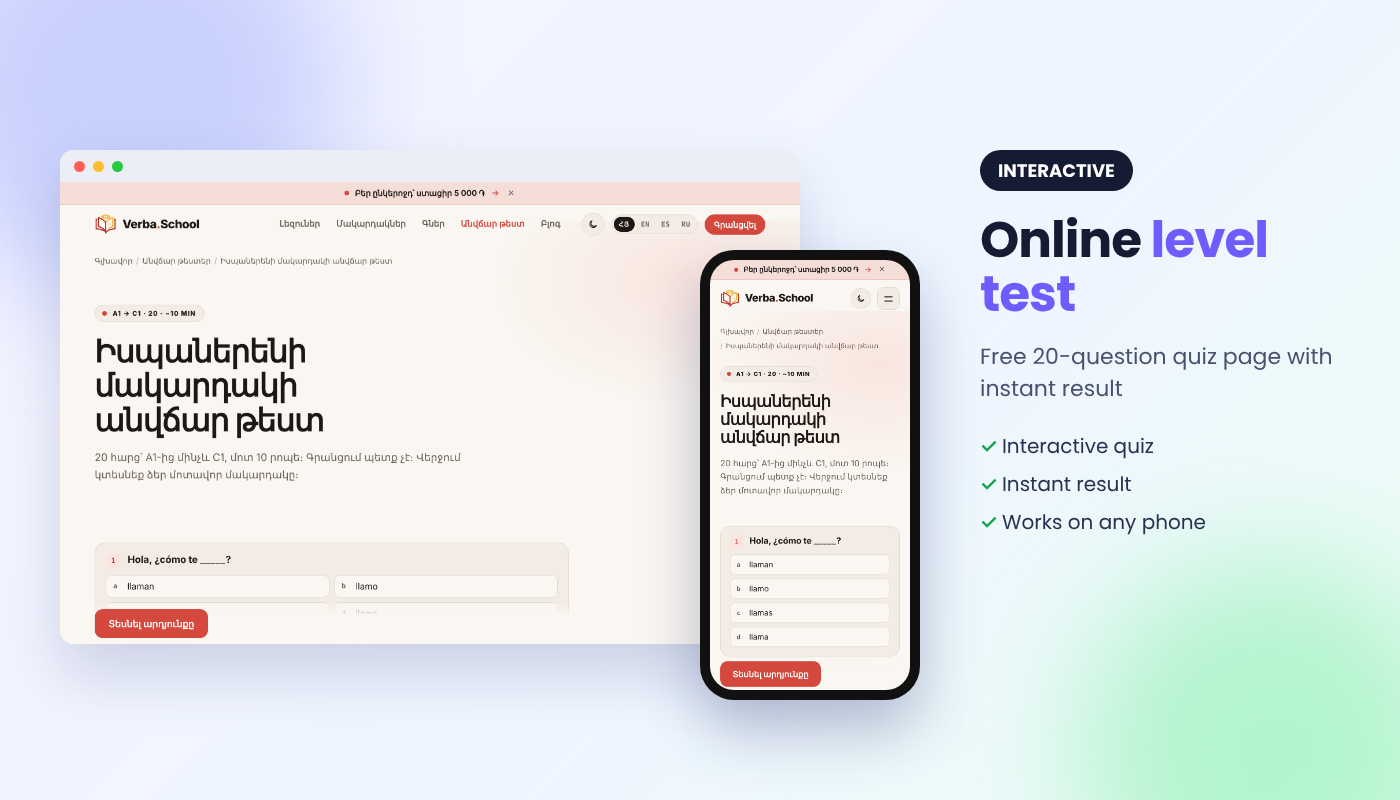 Բեր ընկերոջդ՝ ստացիր 5 000 ֏ → ✕
Verba.School
Լեզուներ Մակարդակներ Գներ Անվճար թեստ Բլոգ ՀՅ EN ES RU Գրանցվել
Գլխավոր / Անվճար թեստեր / Իսպաներենի մակարդակի անվճար թեստ
A1 → C1 · 20 · ~10 MIN
Իսպաներենի
մակարդակի
անվճար թեստ
20 հարց՝ A1-ից մինչև C1, մոտ 10 րոպե։ Գրանցում պետք չէ։ Վերջում
կտեսնեք ձեր մոտավոր մակարդակը։
1 Hola, ¿cómo te _____?
a llaman b llamo
d llama
Տեսնել արդյունքը
Բեր ընկերոջդ՝ ստացիր 5 000 ֏ → ✕
Verba.School
Գլխավոր / Անվճար թեստեր
/ Իսպաներենի մակարդակի անվճար թեստ
A1 → C1 · 20 · ~10 MIN
Իսպաներենի
մակարդակի
անվճար թեստ
20 հարց՝ A1-ից մինչև C1, մոտ 10 րոպե։
Գրանցում պետք չէ։ Վերջում կտեսնեք
ձեր մոտավոր մակարդակը։
1 Hola, ¿cómo te _____?
a llaman
b llamo
c llamas
d llama
Տեսնել արդյունքը
INTERACTIVE
Online level
test
Free 20-question quiz page with
instant result
✓ Interactive quiz
✓ Instant result
✓ Works on any phone